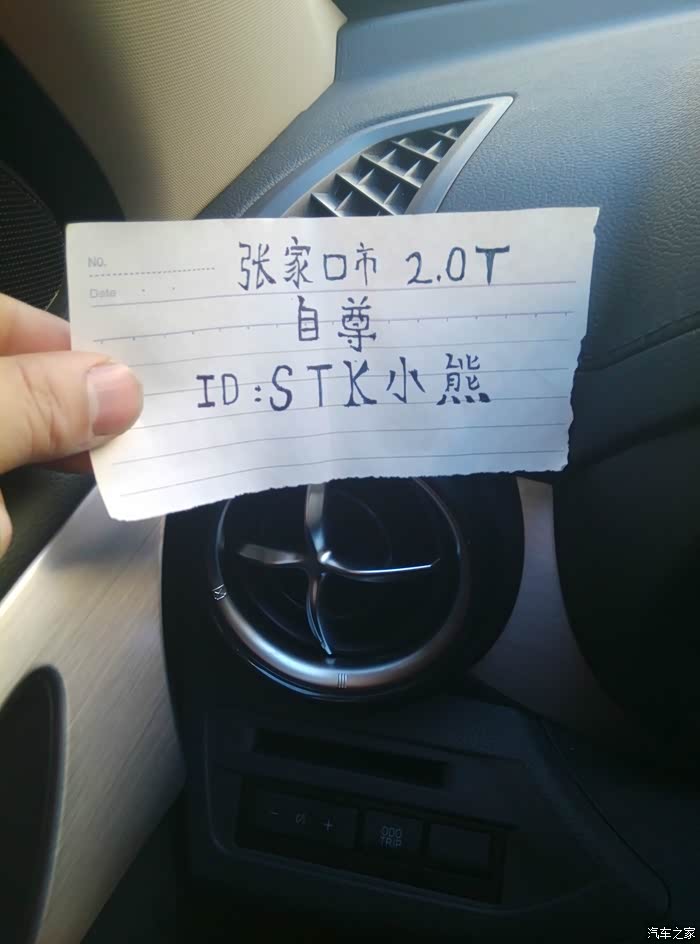 No.
张家口市 2.0T
Date
自尊
ID:STK小熊
- +
ODO
TRIP
汽车之家